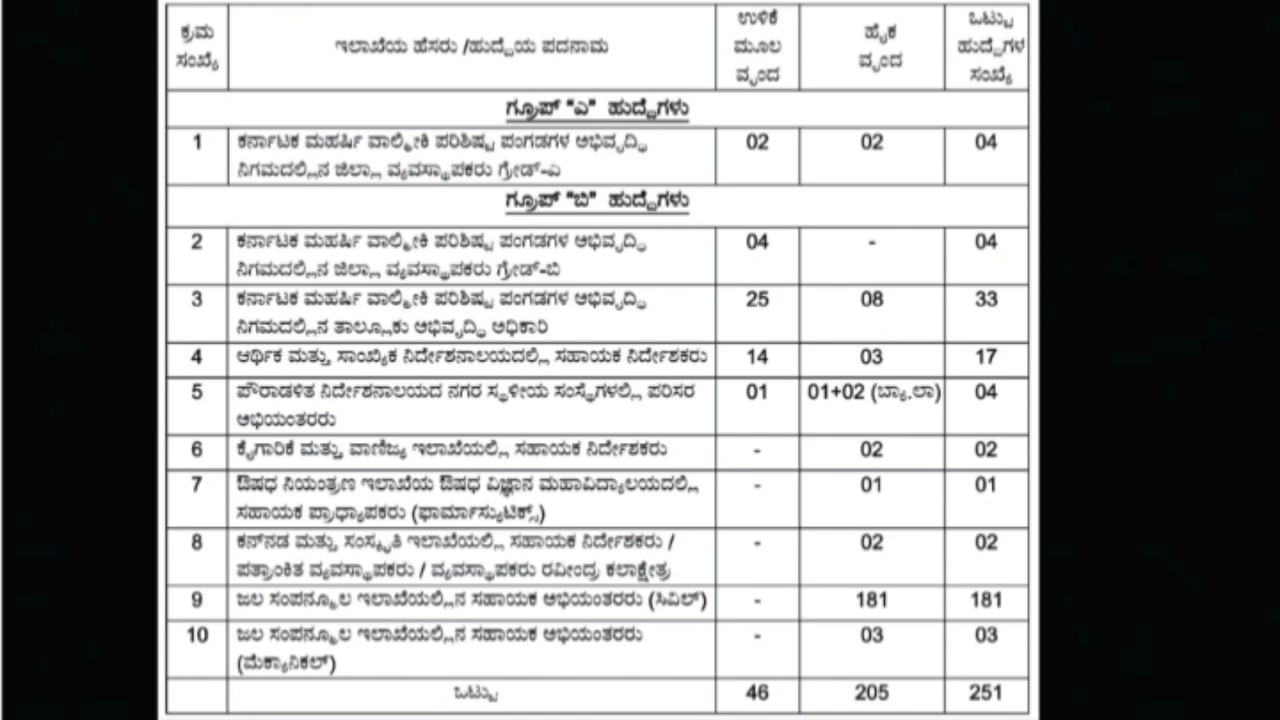 ಕ್ರಮ ಸಂಖ್ಯೆ ಇಲಾಖೆಯ ಹೆಸರು /ಹುದ್ದೆಯ ಪದನಾಮ ಉಳಿಕೆ ಮೂಲ ವೃಂದ ಹೈಕ ವೃಂದ ಒಟ್ಟು ಹುದ್ದೆಗಳ ಸಂಖ್ಯೆ
ಗ್ರೂಪ್ "ಎ" ಹುದ್ದೆಗಳು
1 ಕರ್ನಾಟಕ ಮಹರ್ಷಿ ವಾಲ್ಮೀಕಿ ಪರಿಶಿಷ್ಟ ಪಂಗಡಗಳ ಅಭಿವೃದ್ಧಿ 02 02 04
ನಿಗಮದಲ್ಲಿನ ಜಿಲ್ಲಾ ವ್ಯವಸ್ಥಾಪಕರು ಗ್ರೇಡ್-ಎ
ಗ್ರೂಪ್ "ಬಿ" ಹುದ್ದೆಗಳು
2 ಕರ್ನಾಟಕ ಮಹರ್ಷಿ ವಾಲ್ಮೀಕಿ ಪರಿಶಿಷ್ಟ ಪಂಗಡಗಳ ಅಭಿವೃದ್ಧಿ 04 - 04
ನಿಗಮದಲ್ಲಿನ ಜಿಲ್ಲಾ ವ್ಯವಸ್ಥಾಪಕರು ಗ್ರೇಡ್-ಬಿ
3 ಕರ್ನಾಟಕ ಮಹರ್ಷಿ ವಾಲ್ಮೀಕಿ ಪರಿಶಿಷ್ಟ ಪಂಗಡಗಳ ಅಭಿವೃದ್ಧಿ 25 08 33
ನಿಗಮದಲ್ಲಿನ ತಾಲ್ಲೂಕು ಅಭಿವೃದ್ಧಿ ಅಧಿಕಾರಿ
4 ಆರ್ಥಿಕ ಮತ್ತು ಸಾಂಖ್ಯಿಕ ನಿರ್ದೇಶನಾಲಯದಲ್ಲಿ ಸಹಾಯಕ ನಿರ್ದೇಶಕರು 14 03 17
5 ಪೌರಾಡಳಿತ ನಿರ್ದೇಶನಾಲಯದ ನಗರ ಸ್ಥಳೀಯ ಸಂಸ್ಥೆಗಳಲ್ಲಿ ಪರಿಸರ 01 01+02 (ಬ್ಯಾ.ಲಾ) 04
ಅಭಿಯಂತರರು
6 ಕೈಗಾರಿಕೆ ಮತ್ತು ವಾಣಿಜ್ಯ ಇಲಾಖೆಯಲ್ಲಿ ಸಹಾಯಕ ನಿರ್ದೇಶಕರು - 02 02
7 ಔಷಧ ನಿಯಂತ್ರಣ ಇಲಾಖೆಯ ಔಷಧ ವಿಜ್ಞಾನ ಮಹಾವಿದ್ಯಾಲಯದಲ್ಲಿ - 01 01
ಸಹಾಯಕ ಪ್ರಾಧ್ಯಾಪಕರು (ಫಾರ್ಮಾಸ್ಯುಟಿಕ್ಸ್)
8 ಕನ್ನಡ ಮತ್ತು ಸಂಸ್ಕೃತಿ ಇಲಾಖೆಯಲ್ಲಿ ಸಹಾಯಕ ನಿರ್ದೇಶಕರು / - 02 02
ಪತ್ರಾಂಕಿತ ವ್ಯವಸ್ಥಾಪಕರು / ವ್ಯವಸ್ಥಾಪಕರು ರವೀಂದ್ರ ಕಲಾಕ್ಷೇತ್ರ
9 ಜಲ ಸಂಪನ್ಮೂಲ ಇಲಾಖೆಯಲ್ಲಿನ ಸಹಾಯಕ ಅಭಿಯಂತರರು (ಸಿವಿಲ್) - 181 181
10 ಜಲ ಸಂಪನ್ಮೂಲ ಇಲಾಖೆಯಲ್ಲಿನ ಸಹಾಯಕ ಅಭಿಯಂತರರು - 03 03
(ಮೆಕ್ಯಾನಿಕಲ್)
ಒಟ್ಟು 46 205 251